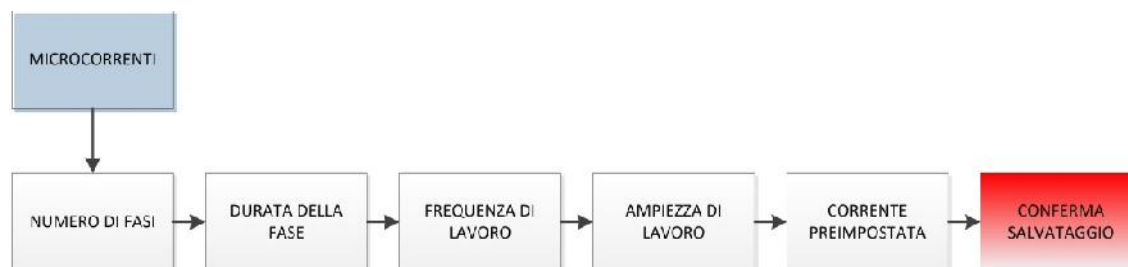 MICROCORRENTI
NUMERO DI FASI
DURATA DELLA
FASE
FREQUENZA DI
LAVORO
AMPIEZZA DI
LAVORO
CORRENTE
PREIMPOSTATA
CONFERMA
SALVATAGGIO